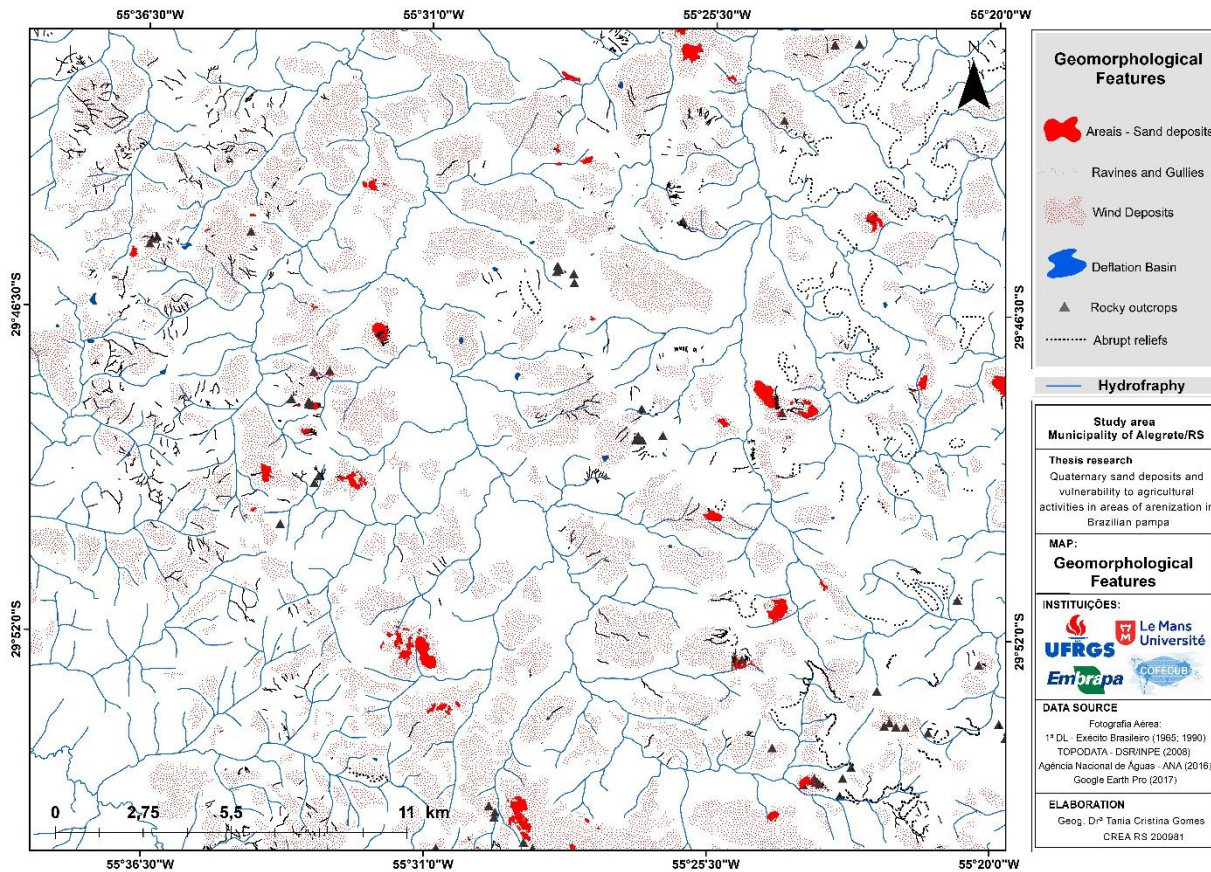 55°36'30"W
55°31'0"W
55°25'30"W
55°20'0"W
N
29°46'30"S
29°46'30"S
29°52'0"S
29°52'0"S
0 2,75 5,5 11 km
55°36'30"W
55°31'0"W
55°25'30"W
55°20'0"W
Geomorphological
Features
Areais - Sand deposits
Ravines and Gullies
Wind Deposits
Deflation Basin
Rocky outcrops
Abrupt reliefs
Hydrofraphy
Study area
Municipality of Alegrete/RS
Thesis research
Quaternary sand deposits and
vulnerability to agricultural
activities in areas of arenization in
Brazilian pampa
MAP:
Geomorphological
Features
INSTITUIÇÕES:
UFRGS
Le Mans
Université
Embrapa
COFECUB
DATA SOURCE
Fotografia Aérea:
1ª DL - Exécito Brasileiro (1965; 1990)
TOPODATA - DSR/INPE (2008)
Agência Nacional de Águas - ANA (2016)
Google Earth Pro (2017)
ELABORATION
Geog. Drª Tania Cristina Gomes
CREA RS 200981